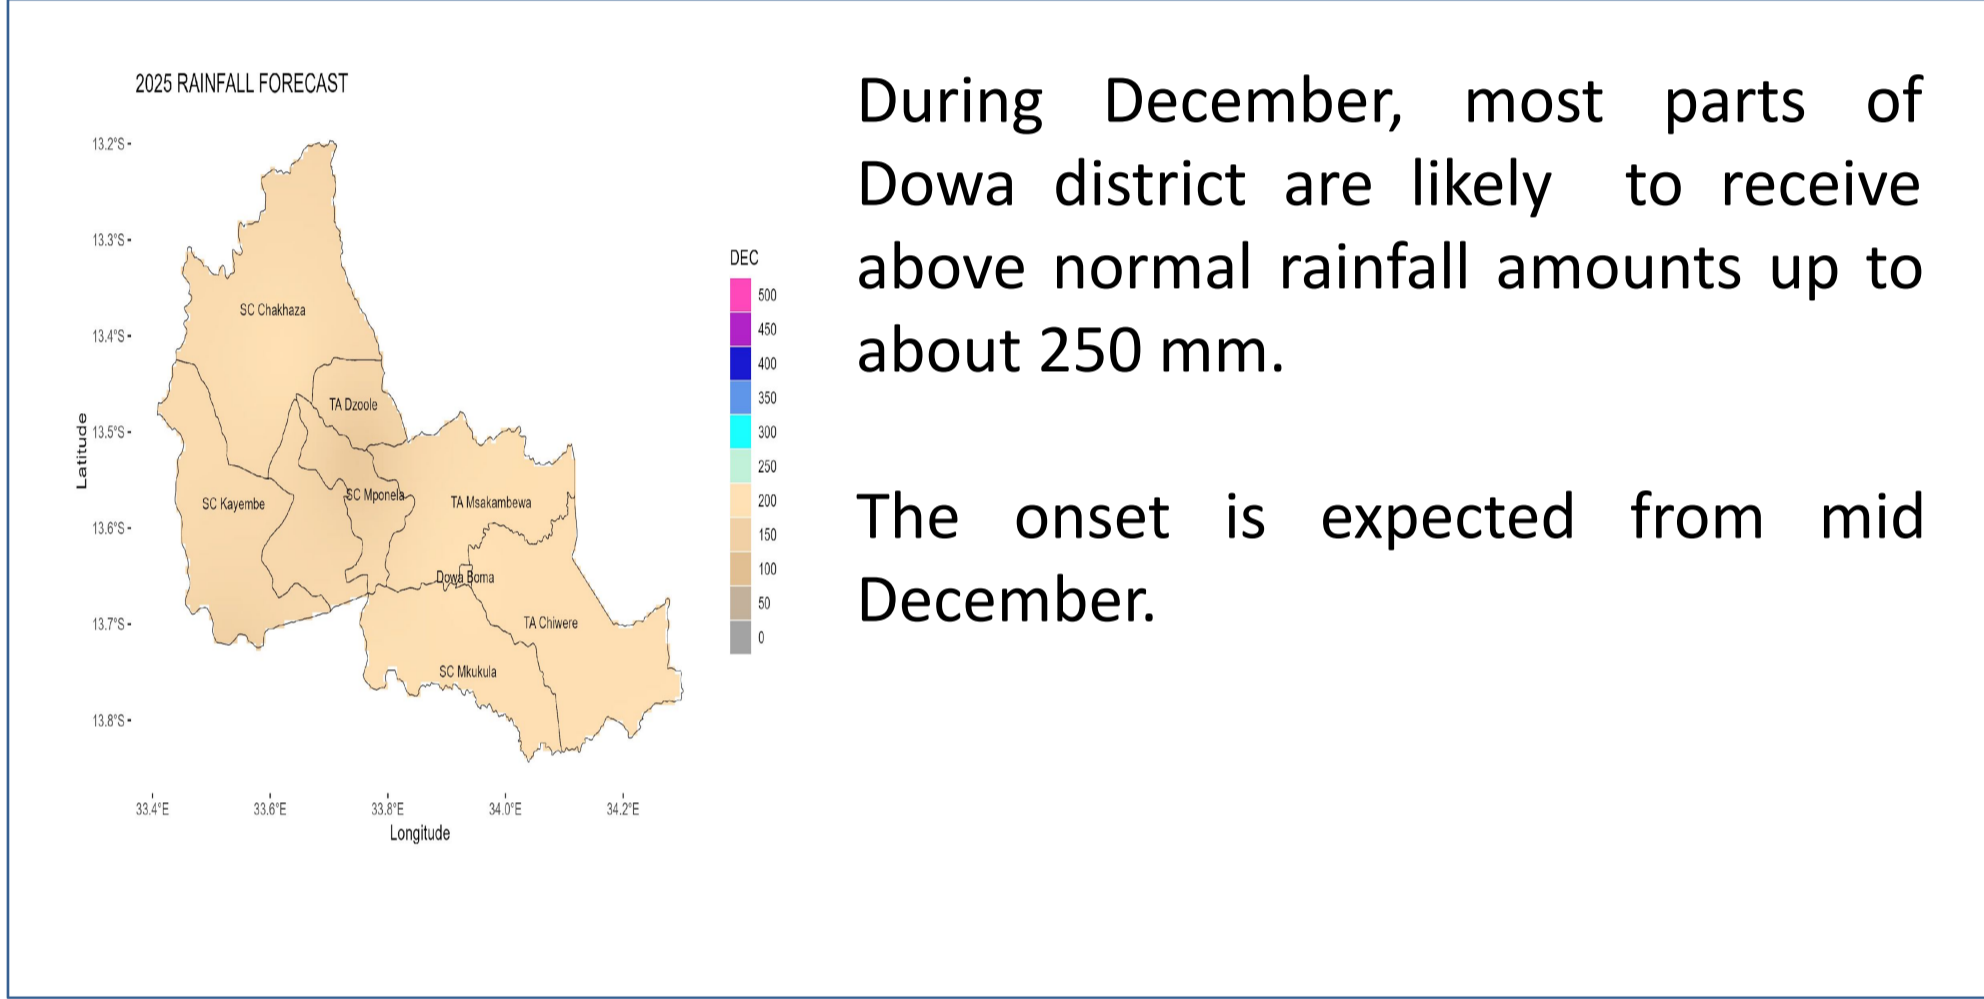 2025 RAINFALL FORECAST
13.2°S
13.3°S
13.4°S
13.5°S
13.6°S
13.7°S
13.8°S
Latitude
SC Chakhaza
TA Dzoole
SC Kayembe
SC Mponela
TA Msakambewa
Dowa Boma
TA Chiwere
SC Mkukula
33.4°E
33.6°E
33.8°E
34.0°E
34.2°E
Longitude
DEC
500
450
400
350
300
250
200
150
100
50
0
During December, most parts of
Dowa district are likely to receive
above normal rainfall amounts up to
about 250 mm.
The onset is expected from mid
December.